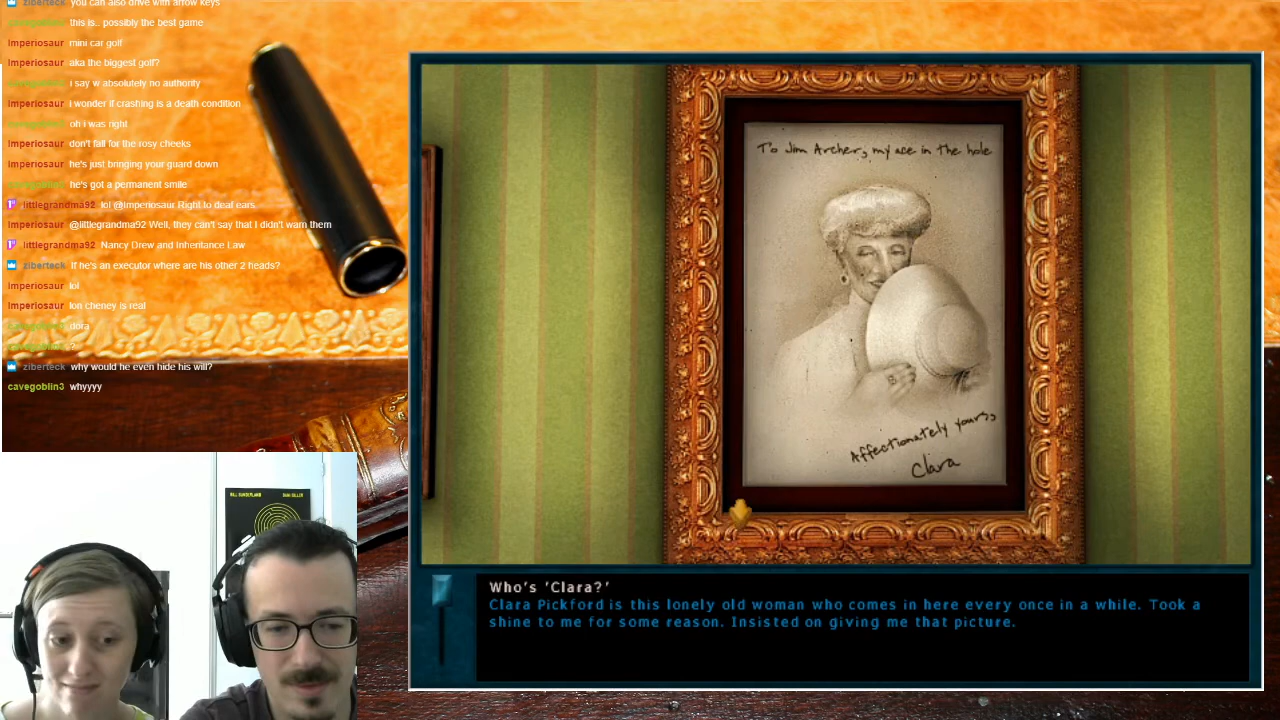 ziberteck you can also drive with arrow keys
cavegoblin3 this is.. possibly the best game
Imperiosaur mini car golf
Imperiosaur aka the biggest golf?
cavegoblin3 i say w absolutely no authority
Imperiosaur I wonder if crashing is a death condition
cavegoblin3 oh i was right
Imperiosaur don't fall for the rosy cheeks
Imperiosaur he's just bringing your guard down
cavegoblin3 he's got a permanent smile
littlegrandma92 lol @Imperiosaur Right to deaf ears
Imperiosaur @littlegrandma92 Well, they can't say that I didn't warn them
littlegrandma92 Nancy Drew and Inheritance Law
ziberteck If he's an executor where are his other 2 heads?
Imperiosaur lol
Imperiosaur lon cheney is real
cavegoblin3 dora
cavegoblin3 ?
ziberteck why would he even hide his will?
cavegoblin3 whyyyy
To Jim Archer, my ace in the hole
Affectionately yours,
Clara
Who's 'Clara?'
Clara Pickford is this lonely old woman who comes in here every once in a while. Took a
shine to me for some reason. Insisted on giving me that picture.